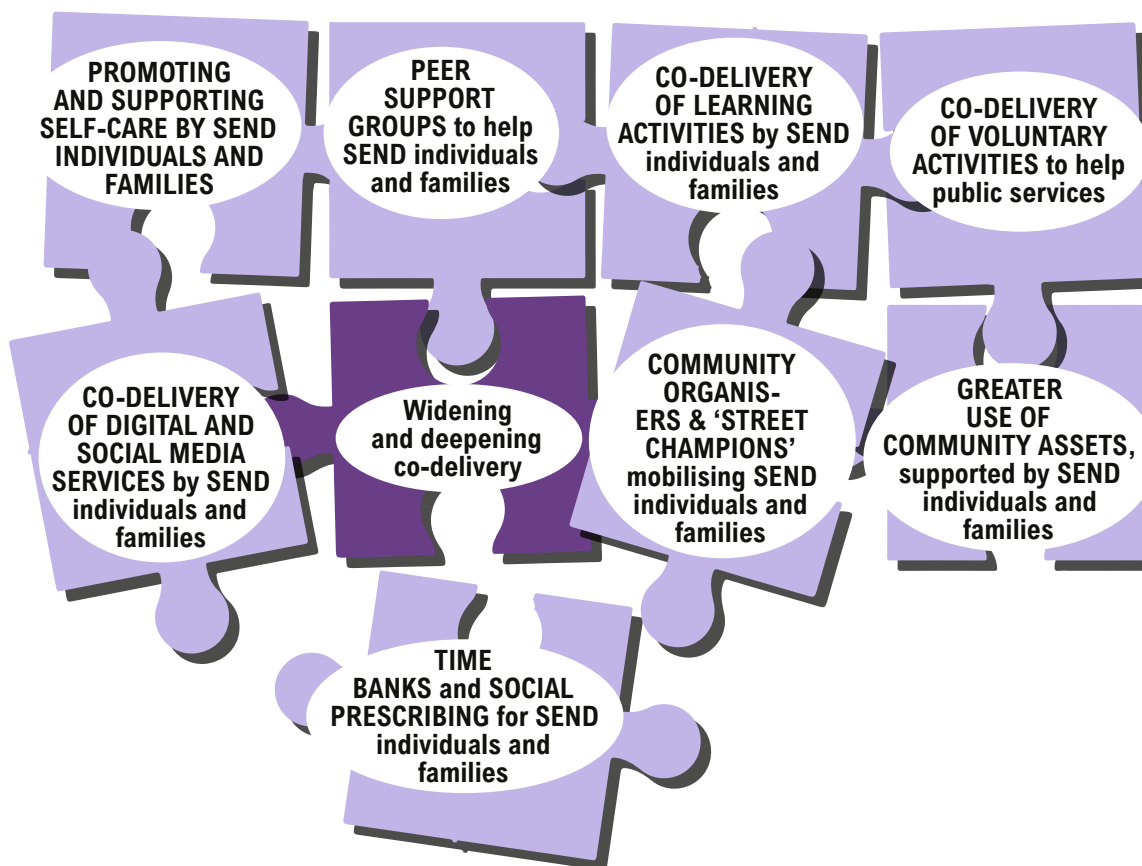 PROMOTING
AND SUPPORTING
SELF-CARE BY SEND
INDIVIDUALS AND
FAMILIES
PEER
SUPPORT
GROUPS to help
SEND individuals
and families
CO-DELIVERY
OF LEARNING
ACTIVITIES by SEND
individuals and
families
CO-DELIVERY
OF VOLUNTARY
ACTIVITIES to help
public services
CO-DELIVERY
OF DIGITAL AND
SOCIAL MEDIA
SERVICES by SEND
individuals and
families
Widening
and deepening
co-delivery
COMMUNITY
ORGANIS-
ERS & ‘STREET
CHAMPIONS’
mobilising SEND
individuals and
families
GREATER
USE OF
COMMUNITY ASSETS,
supported by SEND
individuals and
families
TIME
BANKS and SOCIAL
PRESCRIBING for SEND
individuals and
families